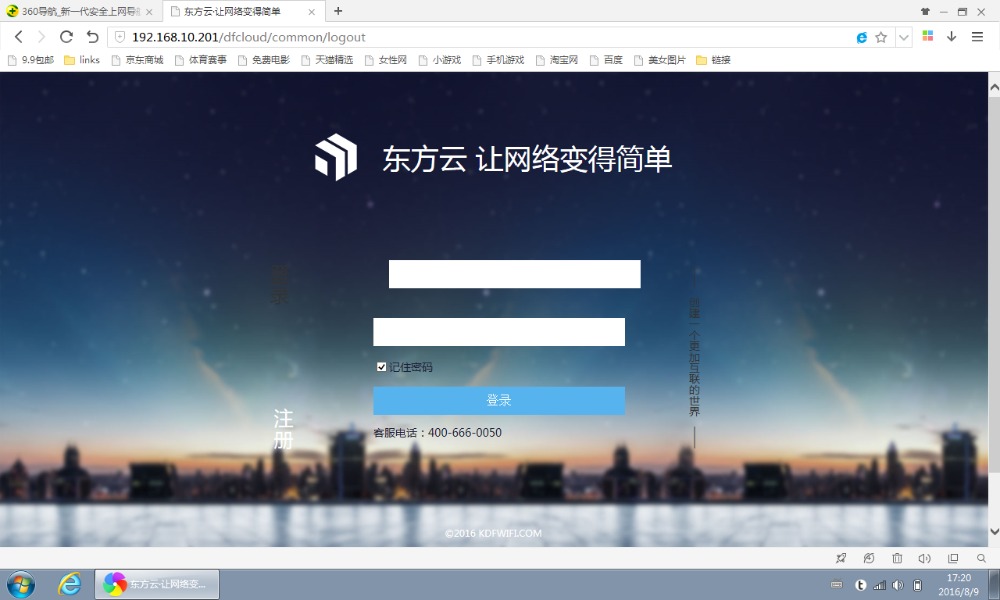 360导航_新一代安全上网导
东方云·让网络变得简单
192.168.10.201/dfcloud/common/logout
9.9包邮 links 京东商城 体育赛事 免费电影 天猫精选 女性网 小游戏 手机游戏 淘宝网 百度 美女图片 链接
东方云 让网络变得简单
登录
创建一个更加互联的世界
记住密码
登录
注册
客服电话：400-666-0050
©2016 KDFWIFI.COM
东方云·让网络变...
17:20
2016/8/9